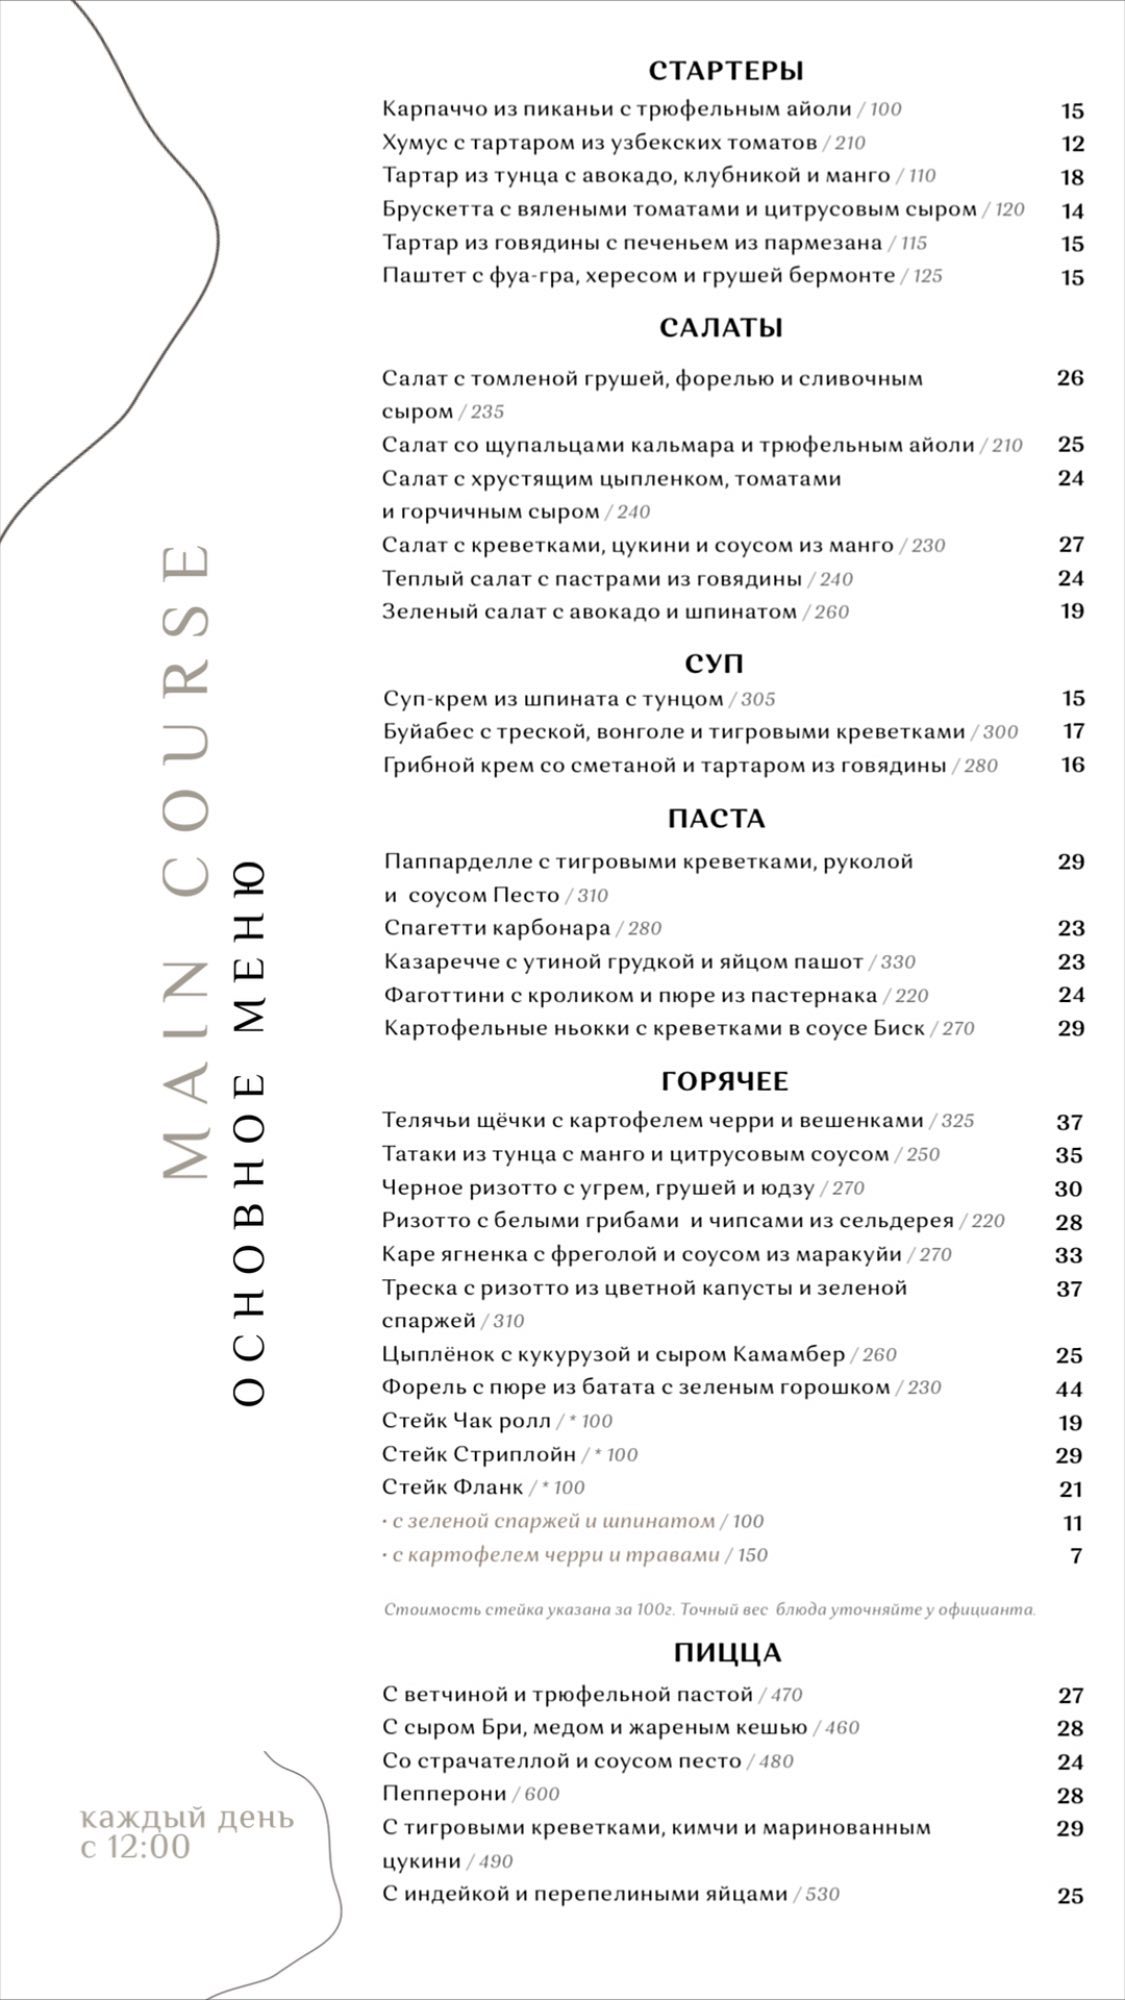 MAIN COURSE
ОСНОВНОЕ МЕНЮ
СТАРТЕРЫ
Карпаччо из пиканьи с трюфельным айоли / 100 15
Хумус с тартаром из узбекских томатов / 210 12
Тартар из тунца с авокадо, клубникой и манго / 110 18
Брускетта с вялеными томатами и цитрусовым сыром / 120 14
Тартар из говядины с печеньем из пармезана / 115 15
Паштет с фуа-гра, хересом и грушей бермонте / 125 15
САЛАТЫ
Салат с томленой грушей, форелью и сливочным 26
сыром / 235
Салат со щупальцами кальмара и трюфельным айоли / 210 25
Салат с хрустящим цыпленком, томатами 24
и горчичным сыром / 240
Салат с креветками, цукини и соусом из манго / 230 27
Теплый салат с пастрами из говядины / 240 24
Зеленый салат с авокадо и шпинатом / 260 19
СУП
Суп-крем из шпината с тунцом / 305 15
Буйабес с треской, вонголе и тигровыми креветками / 300 17
Грибной крем со сметаной и тартаром из говядины / 280 16
ПАСТА
Паппарделле с тигровыми креветками, руколой 29
и соусом Песто / 310
Спагетти карбонара / 280 23
Казаречче с утиной грудкой и яйцом пашот / 330 23
Фаготтини с кроликом и пюре из пастернака / 220 24
Картофельные ньокки с креветками в соусе Биск / 270 29
ГОРЯЧЕЕ
Телячьи щёчки с картофелем черри и вешенками / 325 37
Татаки из тунца с манго и цитрусовым соусом / 250 35
Черное ризотто с угрем, грушей и юдзу / 270 30
Ризотто с белыми грибами и чипсами из сельдерея / 220 28
Каре ягненка с фреголой и соусом из маракуйи / 270 33
Треска с ризотто из цветной капусты и зеленой 37
спаржей / 310
Цыплёнок с кукурузой и сыром Камамбер / 260 25
Форель с пюре из батата с зеленым горошком / 230 44
Стейк Чак ролл / * 100 19
Стейк Стриплойн / * 100 29
Стейк Фланк / * 100 21
· с зеленой спаржей и шпинатом / 100 11
· с картофелем черри и травами / 150 7
Стоимость стейка указана за 100г. Точный вес блюда уточняйте у официанта.
ПИЦЦА
С ветчиной и трюфельной пастой / 470 27
С сыром Бри, медом и жареным кешью / 460 28
Со страчателлой и соусом песто / 480 24
Пепперони / 600 28
С тигровыми креветками, кимчи и маринованным 29
цукини / 490
С индейкой и перепелиными яйцами / 530 25
каждый день
с 12:00